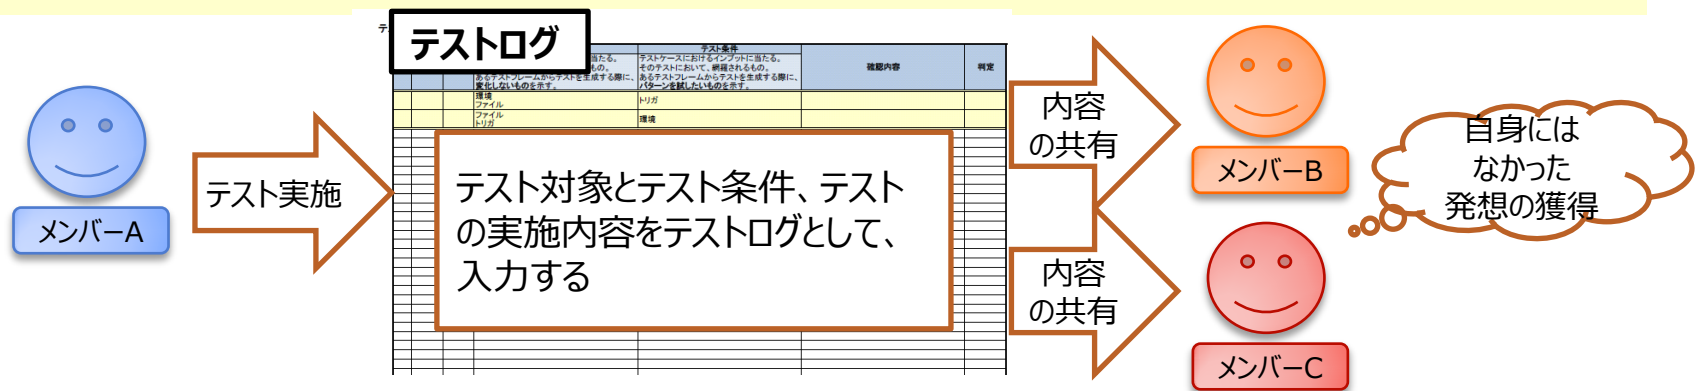 テストログ
テ
テスト条件
当たる。
もの。
あるテストフレームからテストを生成する際に、
変化しないものを示す。
テストケースにおけるインプットに当たる。
そのテストにおいて、網羅されるもの。
あるテストフレームからテストを生成する際に、
パターンを試したいものを示す。
確認内容
判定
環境
ファイル
トリガ
ファイル
トリガ
環境
メンバーA
テスト実施
テスト対象とテスト条件、テスト
の実施内容をテストログとして、
入力する
内容
の共有
内容
の共有
メンバーB
メンバーC
自身には
なかった
発想の獲得